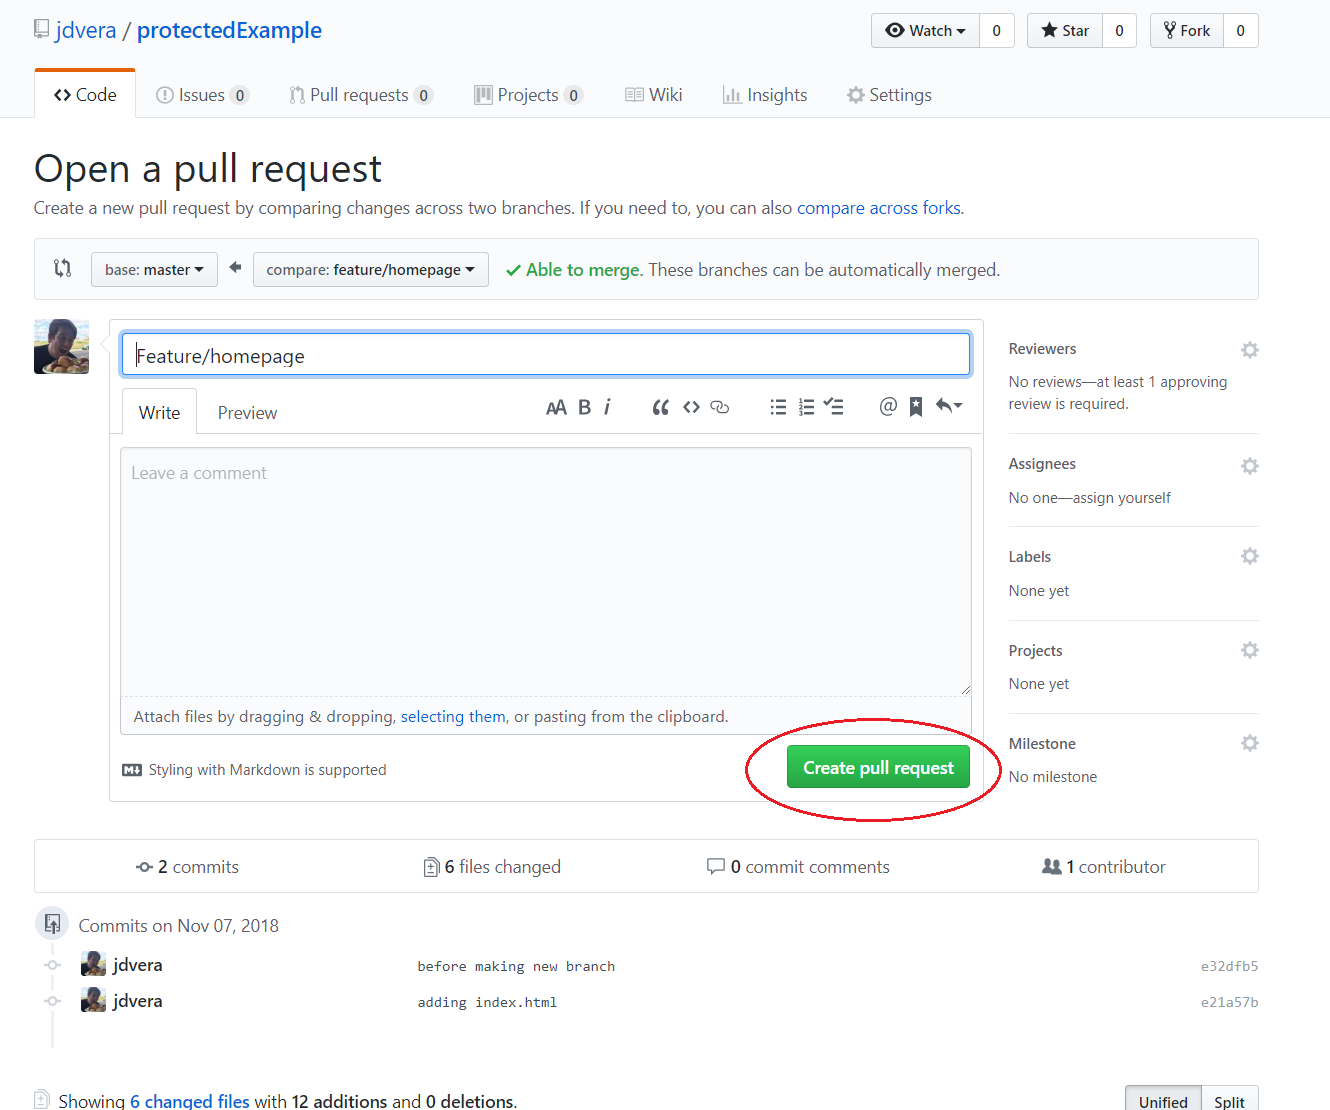 jdvera / protectedExample
Watch 0 Star 0 Fork 0
Code Issues 0 Pull requests 0 Projects 0 Wiki Insights Settings
Open a pull request
Create a new pull request by comparing changes across two branches. If you need to, you can also compare across forks.
base: master compare: feature/homepage Able to merge. These branches can be automatically merged.
Feature/homepage
Write Preview
AA B i
Leave a comment
Attach files by dragging & dropping, selecting them, or pasting from the clipboard.
Styling with Markdown is supported
Create pull request
Reviewers
No reviews—at least 1 approving
review is required.
Assignees
No one—assign yourself
Labels
None yet
Projects
None yet
Milestone
No milestone
2 commits 6 files changed 0 commit comments 1 contributor
Commits on Nov 07, 2018
jdvera before making new branch e32dfb5
jdvera adding index.html e21a57b
Showing 6 changed files with 12 additions and 0 deletions.
Unified Split